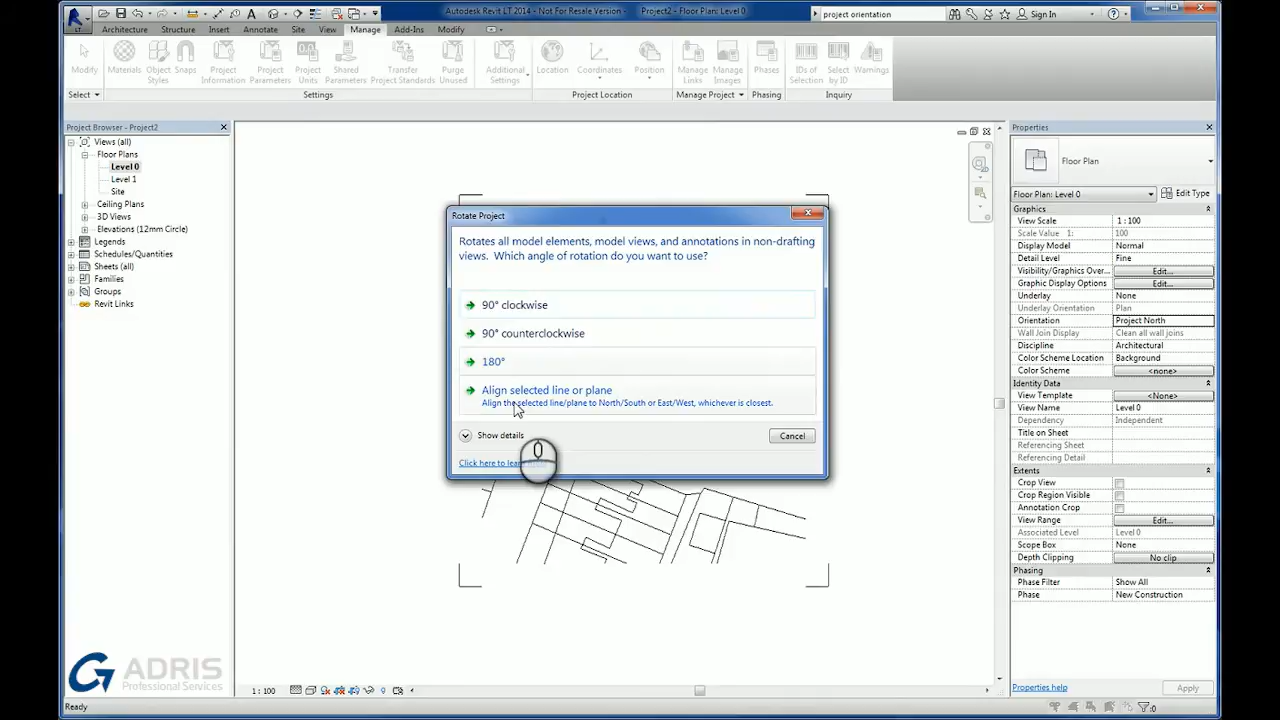 Autodesk Revit LT 2014 - Not For Resale Version - Project2 - Floor Plan: Level 0
project orientation
Sign In
LT
Architecture Structure Insert Annotate Site View Manage Add-Ins Modify
Modify
Materials
Object Styles
Snaps
Project Information
Project Parameters
Project Units
Shared Parameters
Transfer Project Standards
Purge Unused
Additional Settings
Location
Coordinates
Position
Manage Links
Manage Images
Phases
IDs of Selection
Select by ID
Warnings
Select
Settings
Project Location
Manage Project
Phasing
Inquiry
Project Browser - Project2
Views (all)
Floor Plans
Level 0
Level 1
Site
Ceiling Plans
3D Views
Elevations (12mm Circle)
Legends
Schedules/Quantities
Sheets (all)
Families
Groups
Revit Links
Rotate Project
Rotates all model elements, model views, and annotations in non-drafting
views. Which angle of rotation do you want to use?
90° clockwise
90° counterclockwise
180°
Align selected line or plane
Align the selected line/plane to North/South or East/West, whichever is closest.
Show details
Cancel
Click here to
Properties
Floor Plan
Floor Plan: Level 0
Edit Type
Graphics
View Scale 1 : 100
Scale Value 1: 100
Display Model Normal
Detail Level Fine
Visibility/Graphics Over... Edit...
Graphic Display Options Edit...
Underlay None
Underlay Orientation Plan
Orientation Project North
Wall Join Display Clean all wall joins
Discipline Architectural
Color Scheme Location Background
Color Scheme <none>
Identity Data
View Template <None>
View Name Level 0
Dependency Independent
Title on Sheet
Referencing Sheet
Referencing Detail
Extents
Crop View
Crop Region Visible
Annotation Crop
View Range Edit...
Associated Level Level 0
Scope Box None
Depth Clipping No clip
Phasing
Phase Filter Show All
Phase New Construction
Properties help
Apply
ADRIS
Professional Services
1 : 100
Ready
:0